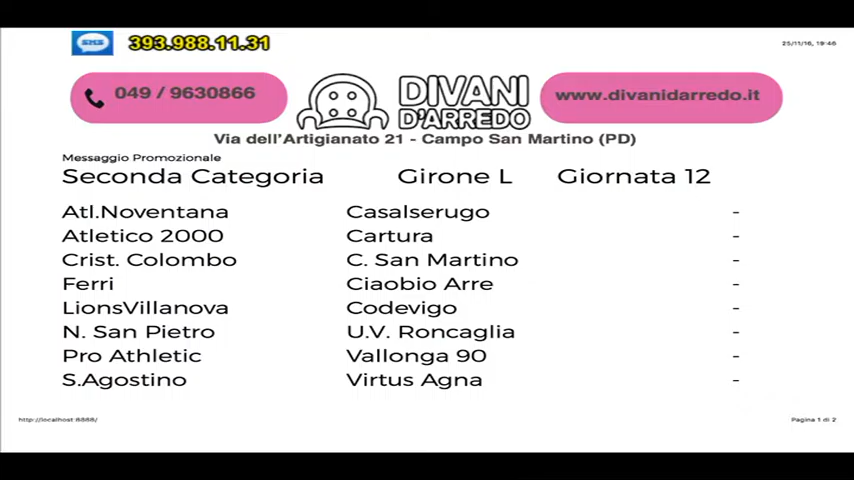 SMS 393.988.11.31
25/11/16, 19:46
049 / 9630866
DIVANI D'ARREDO
www.divanidarredo.it
Via dell'Artigianato 21 - Campo San Martino (PD)
Messaggio Promozionale
Seconda Categoria Girone L Giornata 12
Atl.Noventana Casalserugo -
Atletico 2000 Cartura -
Crist. Colombo C. San Martino -
Ferri Ciaobio Arre -
LionsVillanova Codevigo -
N. San Pietro U.V. Roncaglia -
Pro Athletic Vallonga 90 -
S.Agostino Virtus Agna -
http://localhost:8888/ Pagina 1 di 2